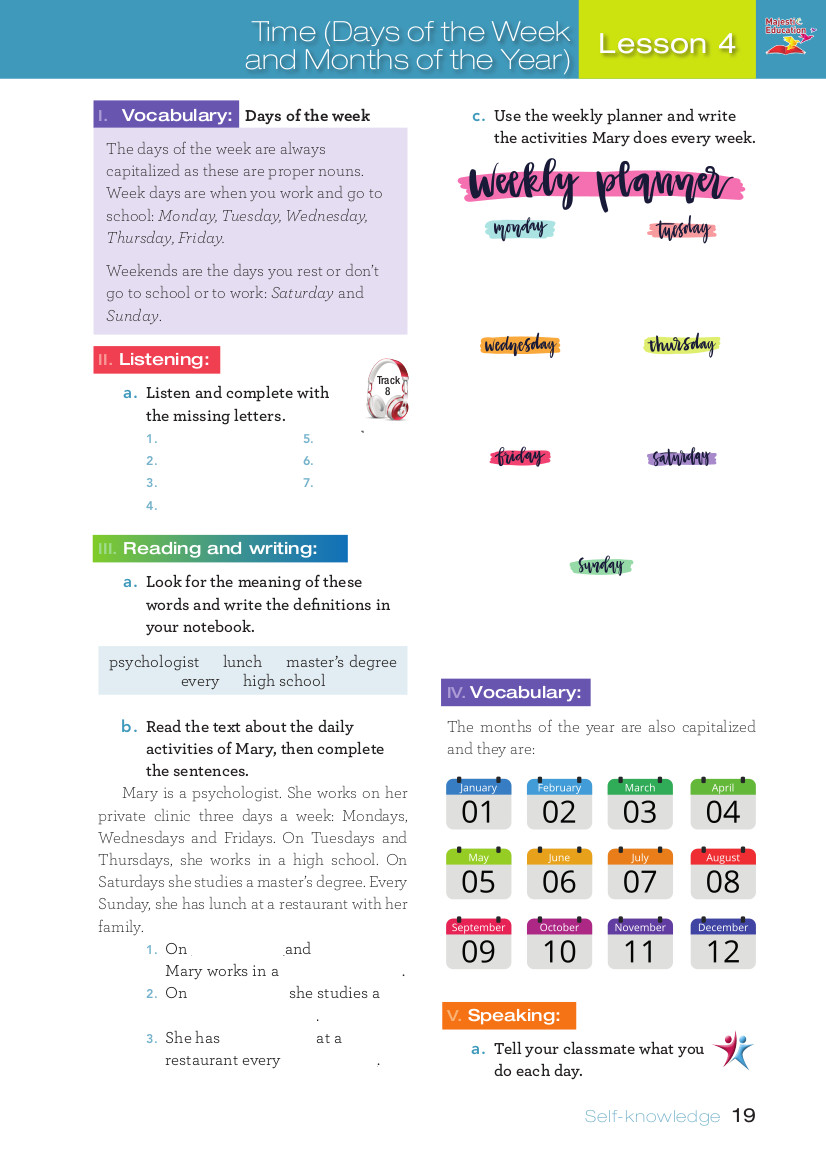 Time (Days of the Week
and Months of the Year)
Lesson 4
Majestic
Education
I. Vocabulary: Days of the week
The days of the week are always
capitalized as these are proper nouns.
Week days are when you work and go to
school: Monday, Tuesday, Wednesday,
Thursday, Friday.
Weekends are the days you rest or don't
go to school or to work: Saturday and
Sunday.
II. Listening:
a. Listen and complete with
the missing letters.
Track
8
1. 5.
2. 6.
3. 7.
4.
III. Reading and writing:
a. Look for the meaning of these
words and write the definitions in
your notebook.
psychologist lunch master's degree
every high school
b. Read the text about the daily
activities of Mary, then complete
the sentences.
Mary is a psychologist. She works on her
private clinic three days a week: Mondays,
Wednesdays and Fridays. On Tuesdays and
Thursdays, she works in a high school. On
Saturdays she studies a master's degree. Every
Sunday, she has lunch at a restaurant with her
family.
1. On and
Mary works in a .
2. On she studies a
.
3. She has at a
restaurant every .
c. Use the weekly planner and write
the activities Mary does every week.
weekly planner
monday tuesday
wednesday thursday
friday saturday
sunday
IV. Vocabulary:
The months of the year are also capitalized
and they are:
January February March April
01 02 03 04
May June July August
05 06 07 08
September October November December
09 10 11 12
V. Speaking:
a. Tell your classmate what you
do each day.
Self-knowledge 19